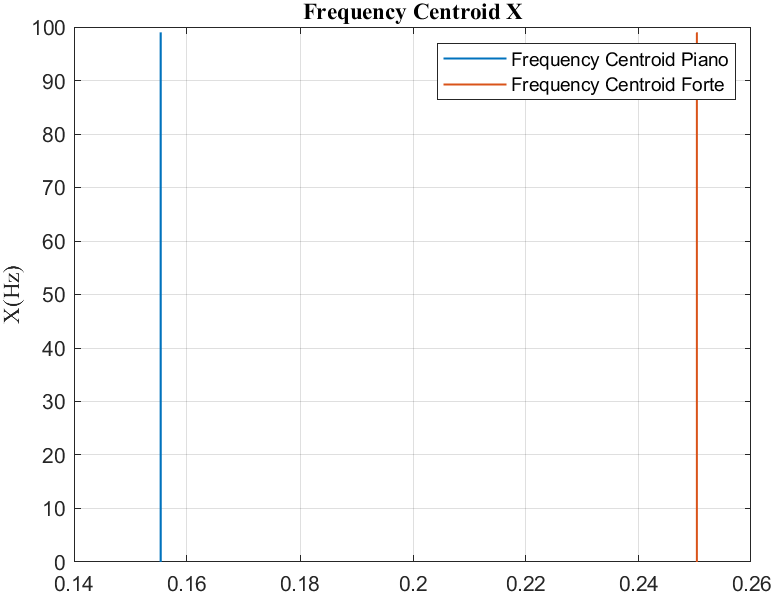 Frequency Centroid X
Frequency Centroid Piano
Frequency Centroid Forte
100
90
80
70
60
50
40
30
20
10
0
X(Hz)
0.14 0.16 0.18 0.2 0.22 0.24 0.26